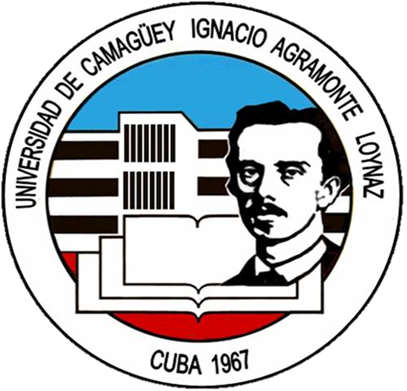 UNIVERSIDAD DE CAMAGÜEY IGNACIO AGRAMONTE LOYNAZ
CUBA 1967